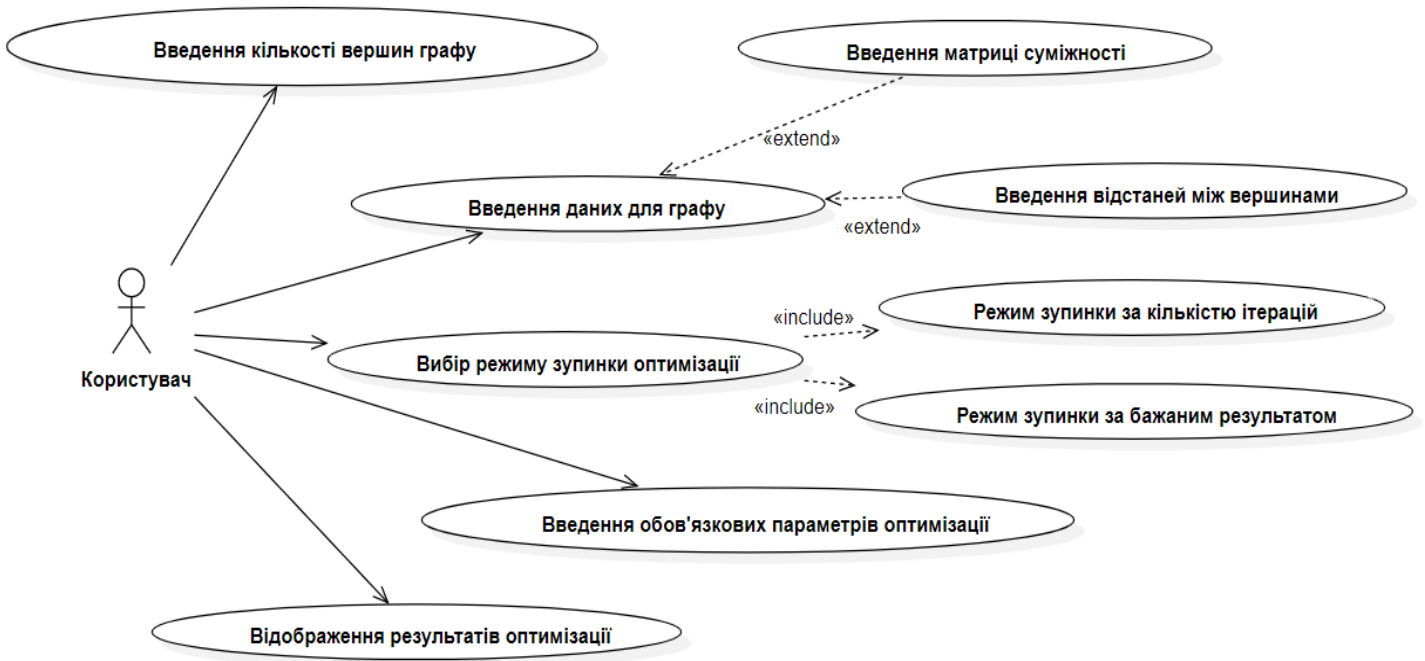 Введення кількості вершин графу
Введення матриці суміжності
«extend»
Введення відстаней між вершинами
Введення даних для графу
«extend»
Режим зупинки за кількістю ітерацій
«include»
Вибір режиму зупинки оптимізації
Користувач
«include»
Режим зупинки за бажаним результатом
Введення обов'язкових параметрів оптимізації
Відображення результатів оптимізації